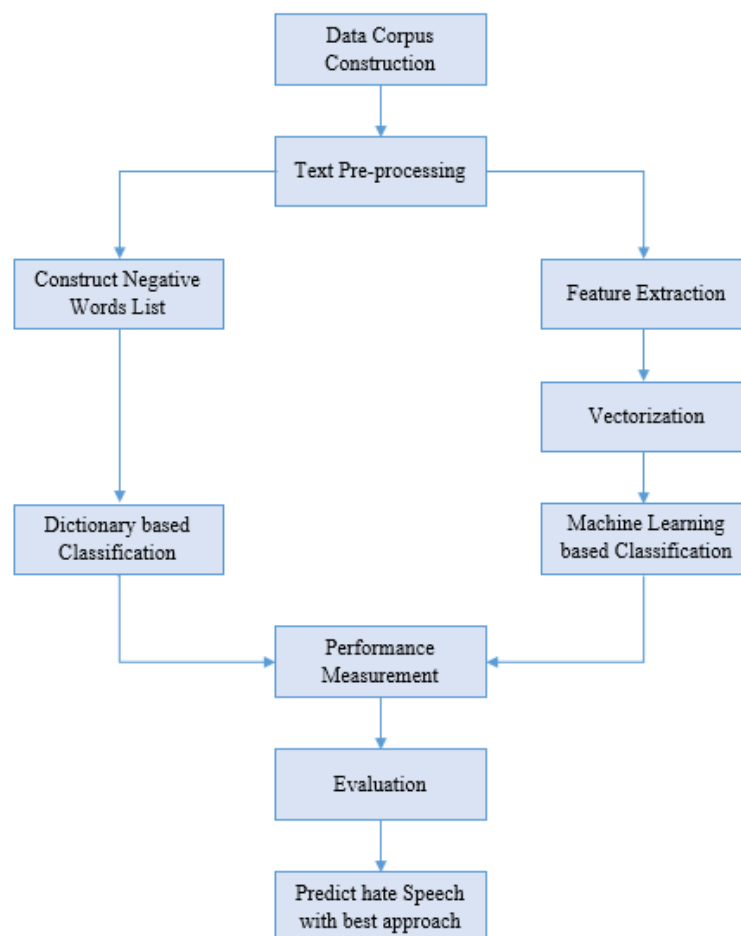 Data Corpus
Construction
Text Pre-processing
Construct Negative
Words List
Feature Extraction
Vectorization
Dictionary based
Classification
Machine Learning
based Classification
Performance
Measurement
Evaluation
Predict hate Speech
with best approach